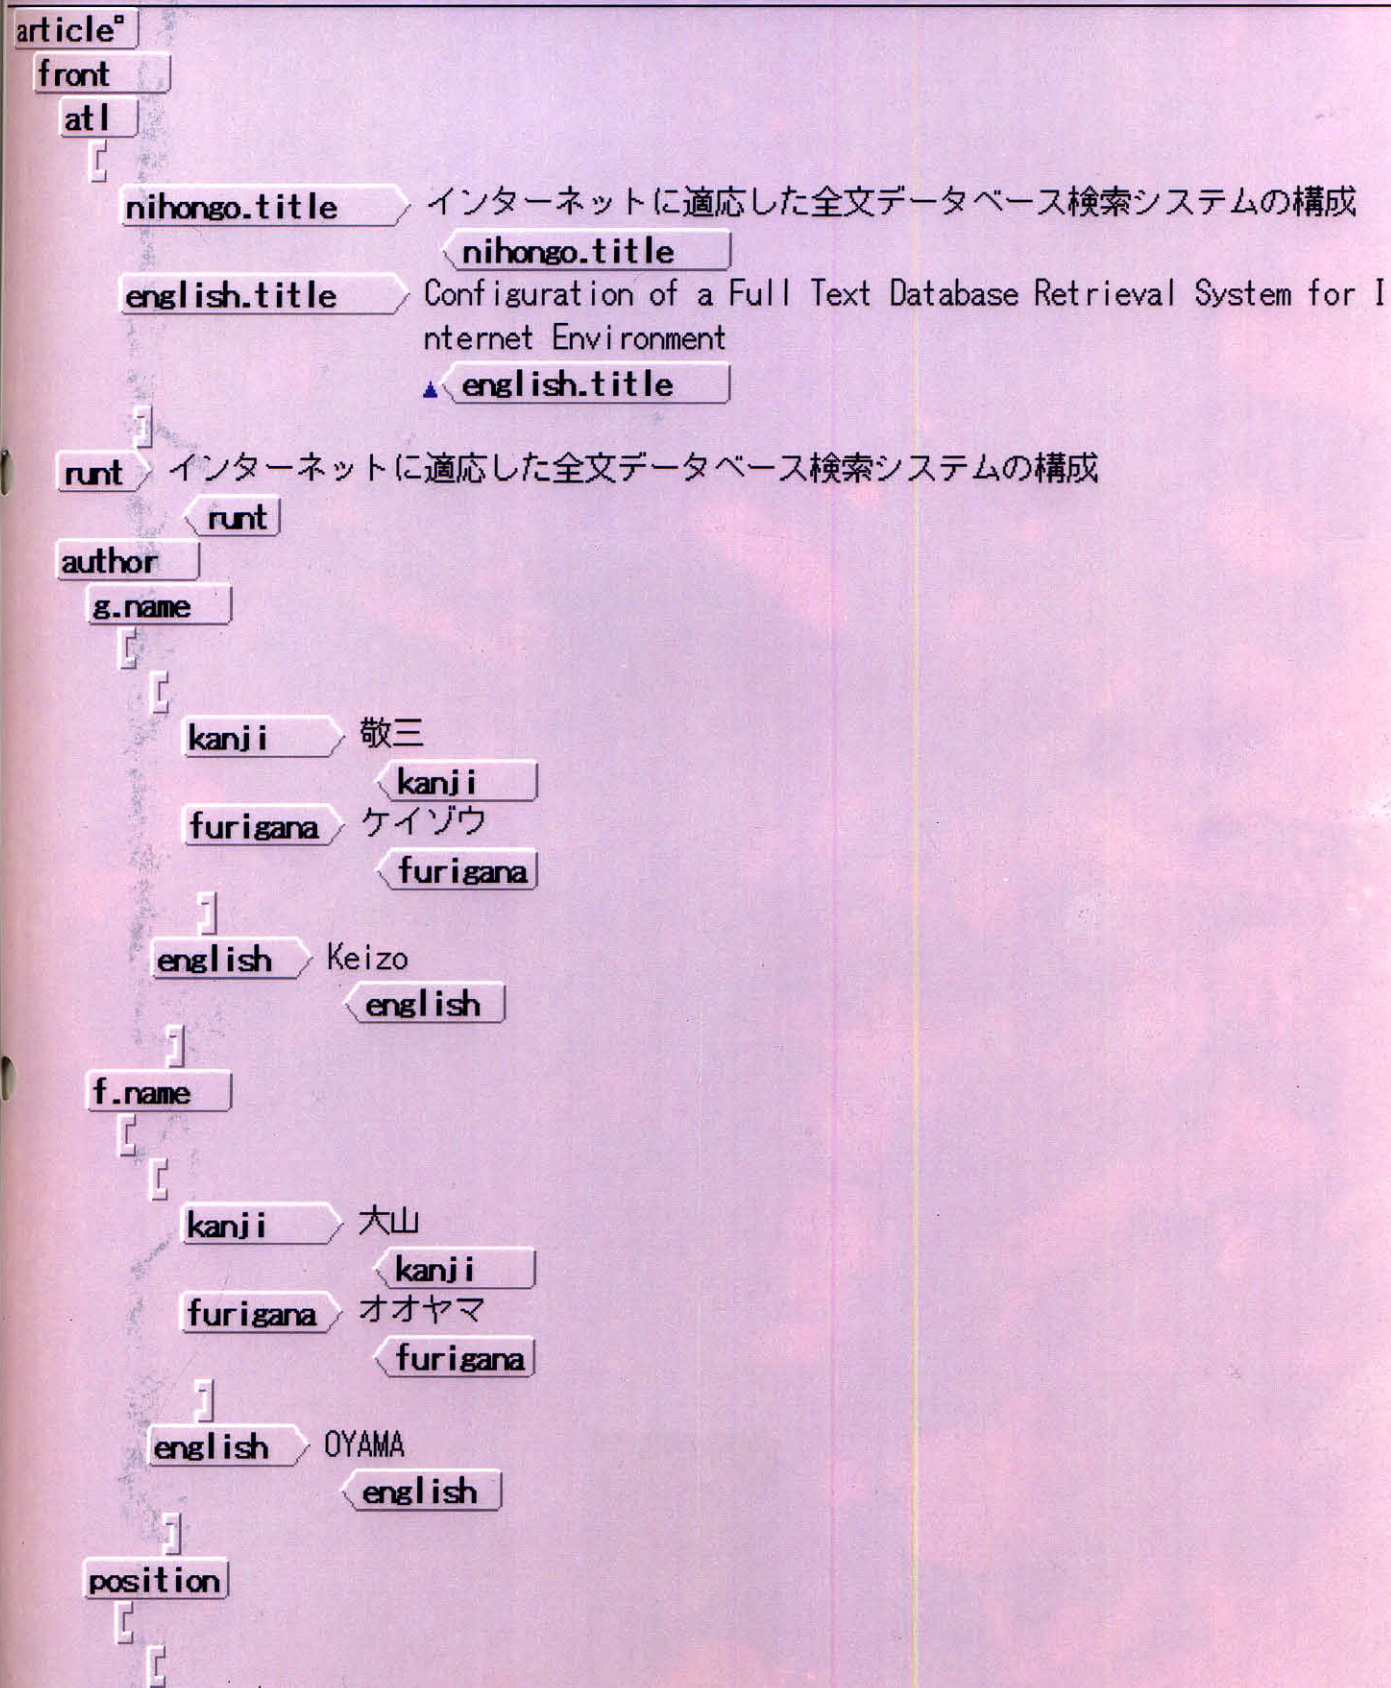 article
front
atl
[
nihongo.title インターネットに適応した全文データベース検索システムの構成
nihongo.title
english.title Configuration of a Full Text Database Retrieval System for I
nternet Environment
english.title
]
runt インターネットに適応した全文データベース検索システムの構成
runt
author
g.name
[
[
kanji 敬三
kanji
furigana ケイゾウ
furigana
]
english Keizo
english
]
f.name
[
[
kanji 大山
kanji
furigana オオヤマ
furigana
]
english OYAMA
english
]
position
[
[